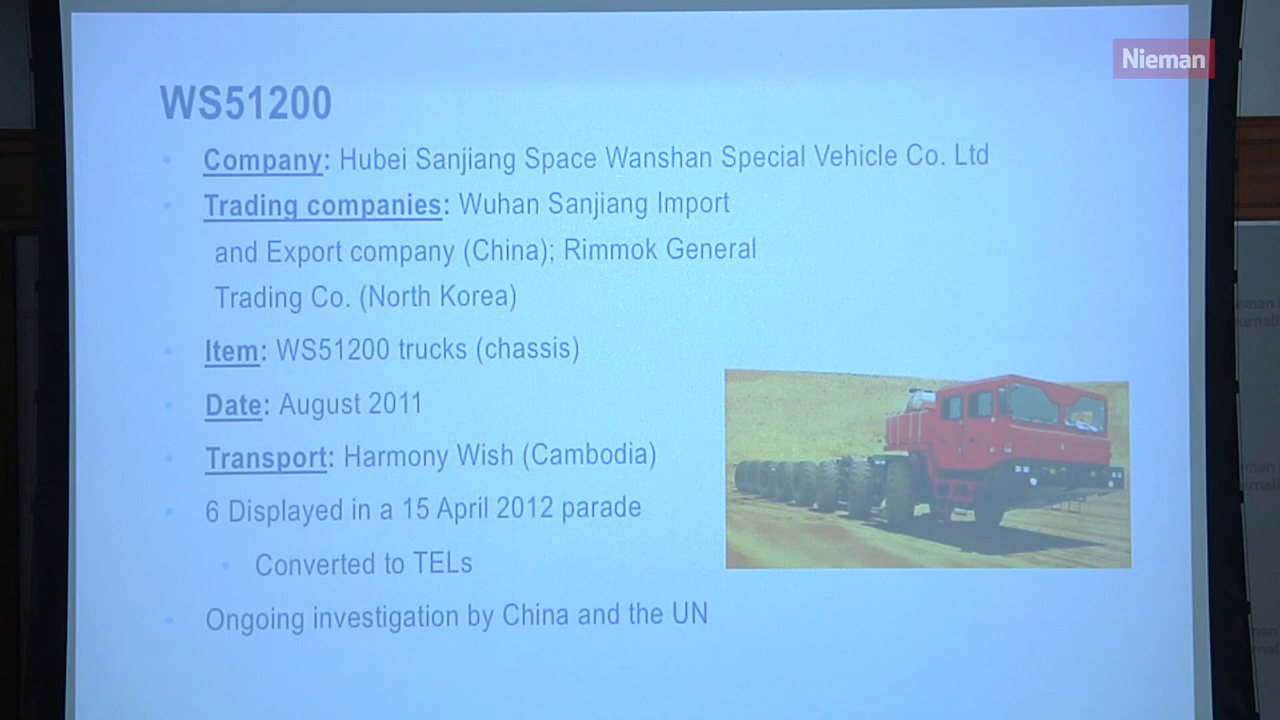 Nieman
WS51200
Company: Hubei Sanjiang Space Wanshan Special Vehicle Co. Ltd
Trading companies: Wuhan Sanjiang Import
and Export company (China); Rimmok General
Trading Co. (North Korea)
Item: WS51200 trucks (chassis)
Date: August 2011
Transport: Harmony Wish (Cambodia)
6 Displayed in a 15 April 2012 parade
Converted to TELs
Ongoing investigation by China and the UN